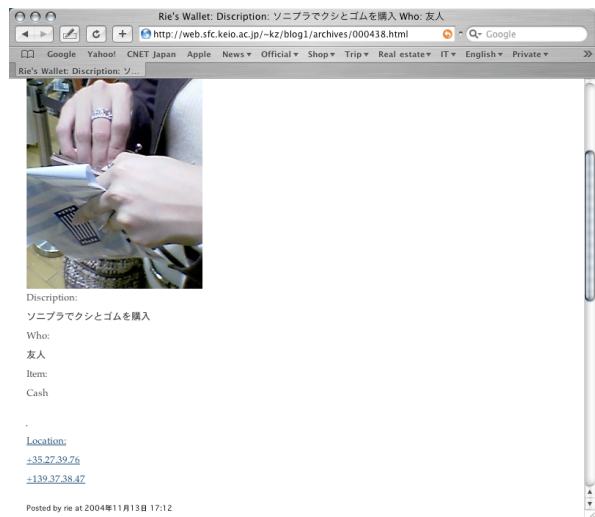 Rie's Wallet: Discription: ソニプラでクシとゴムを購入 Who: 友人
http://web.sfc.keio.ac.jp/~kz/blog1/archives/000438.html
Google
Google Yahoo! CNET Japan Apple News Official Shop Trip Real estate IT English Private
Rie's Wallet: Discription: ソ...
Discription:
ソニプラでクシとゴムを購入
Who:
友人
Item:
Cash
.
Location:
+35.27.39.76
+139.37.38.47
Posted by rie at 2004年11月13日 17:12